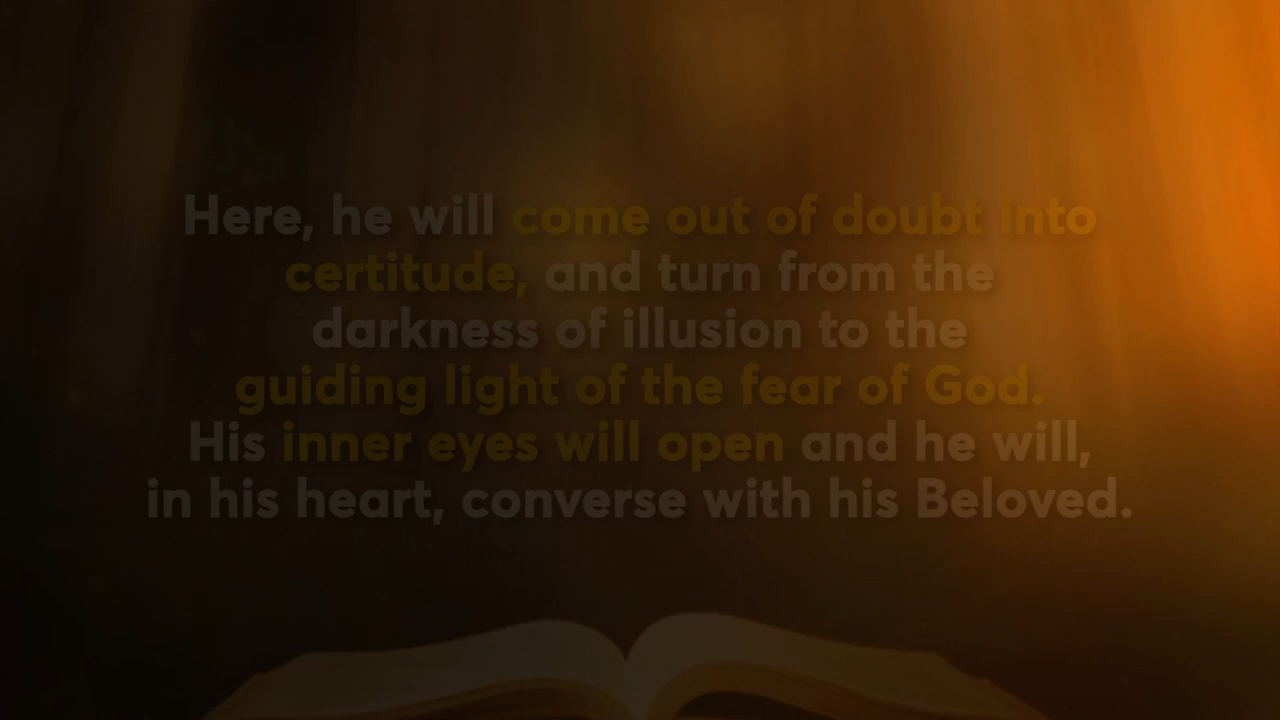 Here, he will come out of doubt into
certitude, and turn from the
darkness of illusion to the
guiding light of the fear of God.
His inner eyes will open and he will,
in his heart, converse with his Beloved.